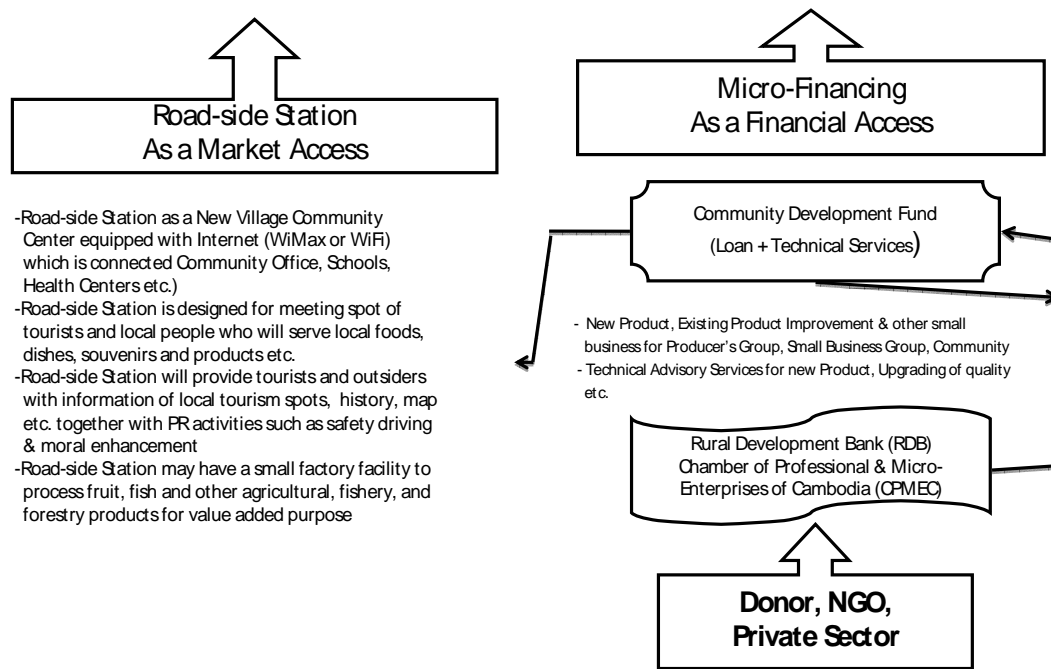 Road-side Station
As a Market Access
-Road-side Station as a New Village Community
Center equipped with Internet (WiMax or WiFi)
which is connected Community Office, Schools,
Health Centers etc.)
-Road-side Station is designed for meeting spot of
tourists and local people who will serve local foods,
dishes, souvenirs and products etc.
-Road-side Station will provide tourists and outsiders
with information of local tourism spots, history, map
etc. together with PR activities such as safety driving
& moral enhancement
-Road-side Station may have a small factory facility to
process fruit, fish and other agricultural, fishery, and
forestry products for value added purpose
Micro-Financing
As a Financial Access
Community Development Fund
(Loan + Technical Services)
- New Product, Existing Product Improvement & other small
business for Producer's Group, Small Business Group, Community
- Technical Advisory Services for new Product, Upgrading of quality
etc.
Rural Development Bank (RDB)
Chamber of Professional & Micro-
Enterprises of Cambodia (CPMEC)
Donor, NGO,
Private Sector